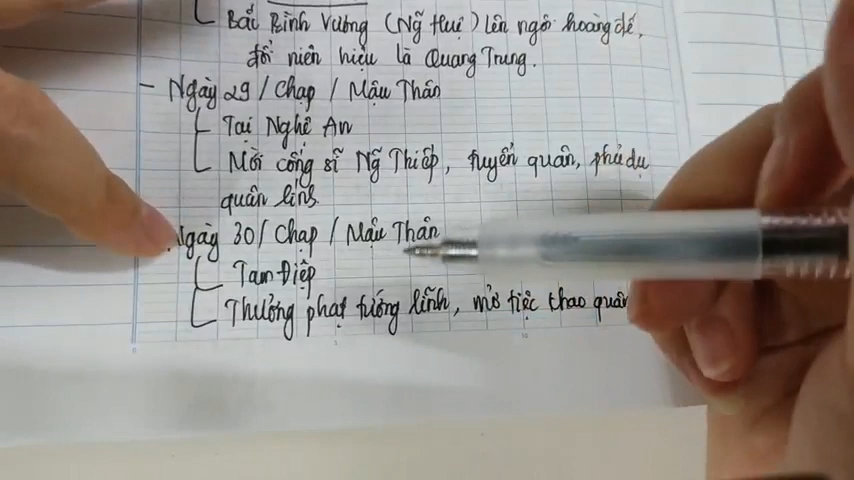 Bắc Bình Vương (Ng̃ Huệ) lên ngôi hoàng đế,
đổi niên hiệu là Quang Trung.
- Ngày 29 / Chạp / Mậu Thân
Tại Nghệ An
Mời cống sĩ Ng̃ Thiếp, tuyển quân, phủ dụ
quân lính
Ngày 30 / Chạp / Mậu Thân
Tam Điệp
Thưởng phạt tướng lĩnh, mở tiệc khao quân